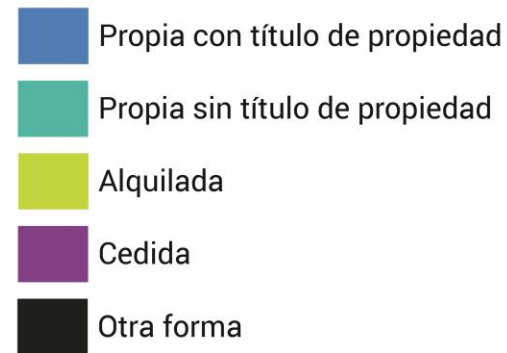 Propia con título de propiedad
Propia sin título de propiedad
Alquilada
Cedida
Otra forma